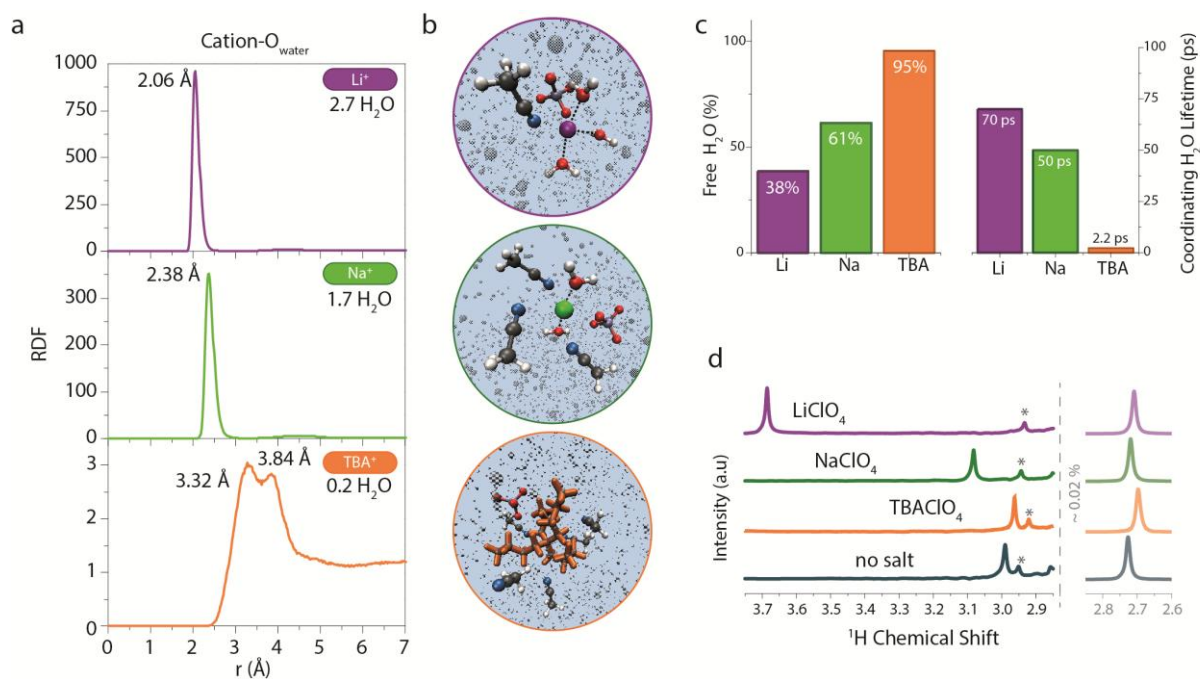 a
Cation-Owater
RDF
1000
750
500
250
0
2.06 Å
Li⁺
2.7 H₂O
300
200
100
0
2.38 Å
Na⁺
1.7 H₂O
3
2
1
0
3.32 Å
3.84 Å
TBA⁺
0.2 H₂O
0 1 2 3 4 5 6 7
r (Å)
b
c
Free H₂O (%)
100
50
0
38%
61%
95%
Li Na TBA
70 ps
50 ps
2.2 ps
Li Na TBA
100
75
50
25
0
Coordinating H₂O Lifetime (ps)
d
Intensity (a.u)
LiClO₄
*
NaClO₄
*
TBAClO₄
*
no salt
*
~ 0.02 %
3.7 3.6 3.5 3.4 3.3 3.2 3.1 3.0 2.9
2.8 2.7 2.6
¹H Chemical Shift